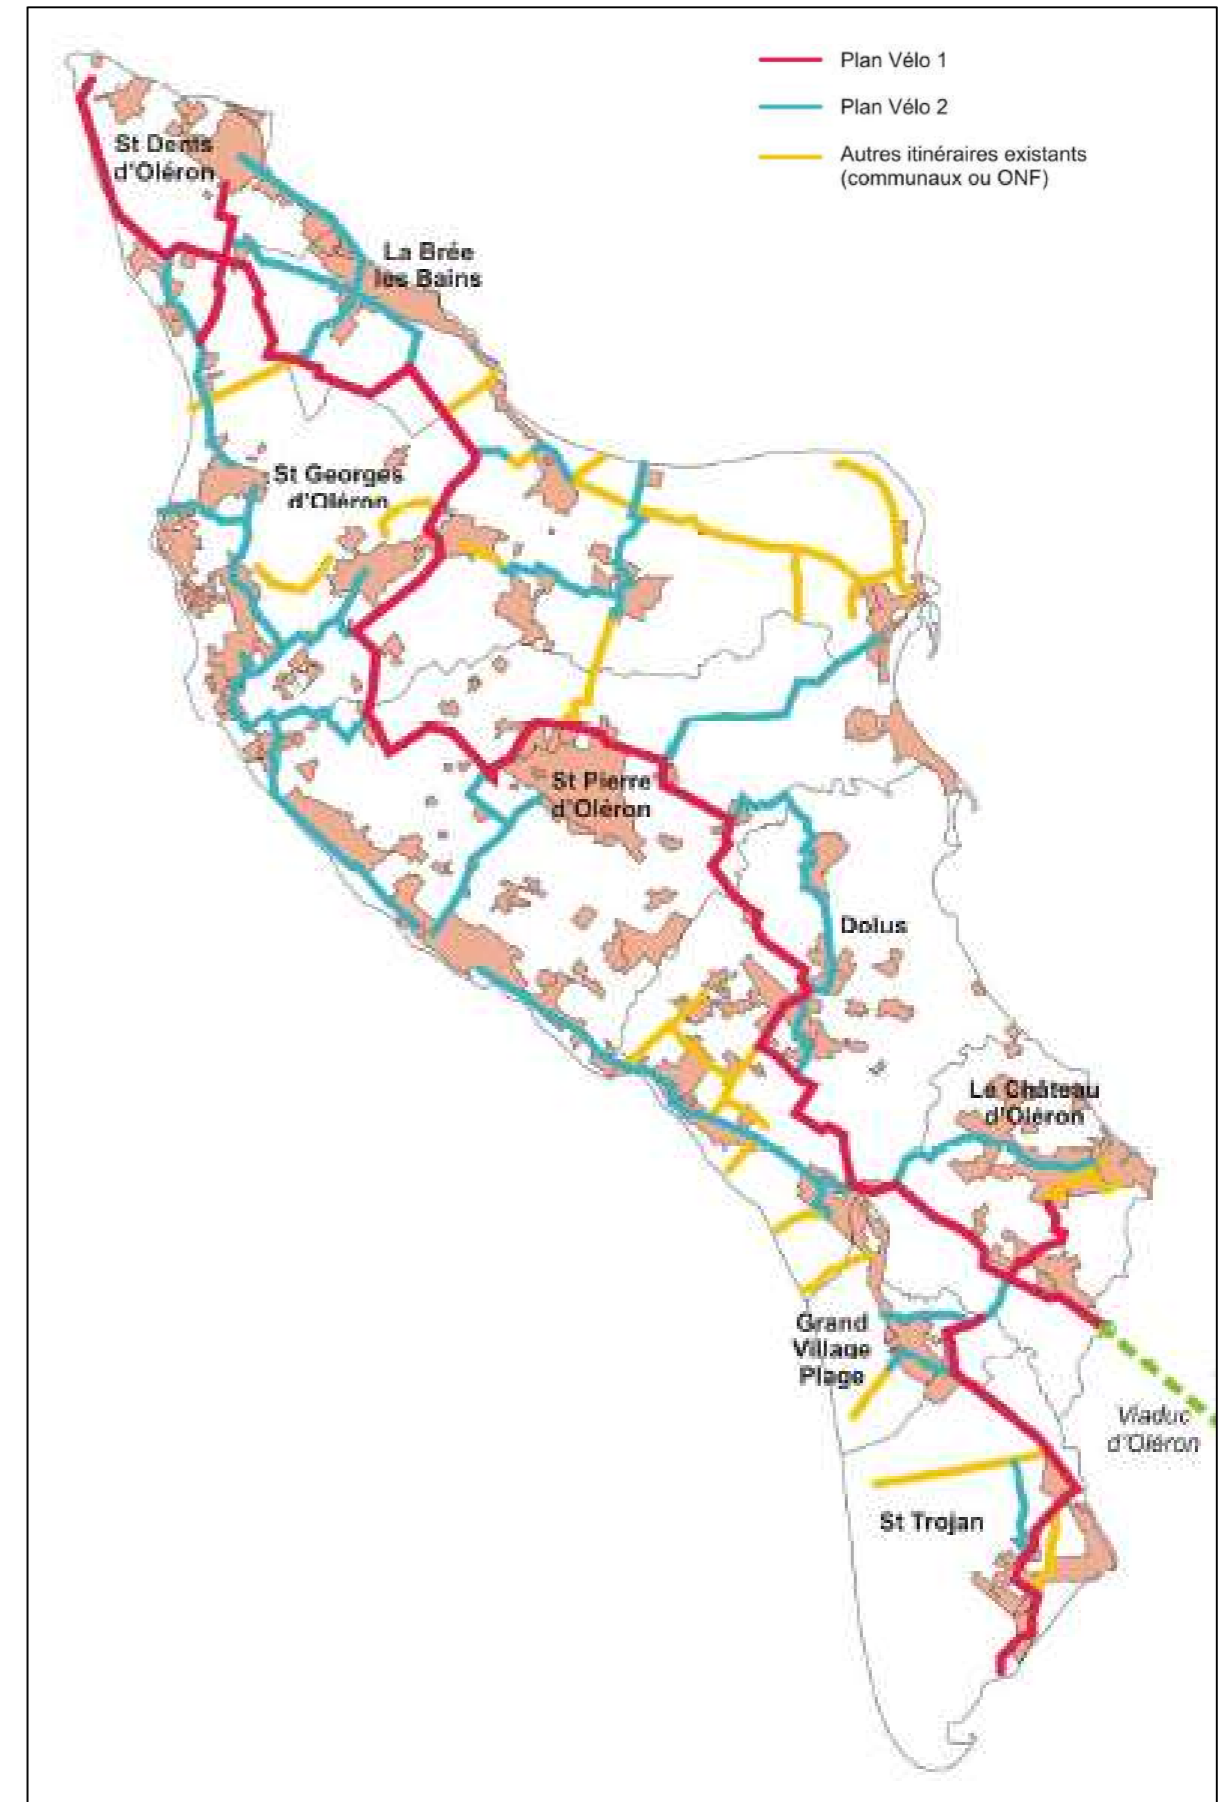 Plan Vélo 1
Plan Vélo 2
Autres itinéraires existants
(communaux ou ONF)
St Denis
d'Oléron
La Brée
les Bains
St Georges
d'Oléron
St Pierre
d'Oléron
Dolus
Le Château
d'Oléron
Grand
Village
Plage
Viaduc
d'Oléron
St Trojan